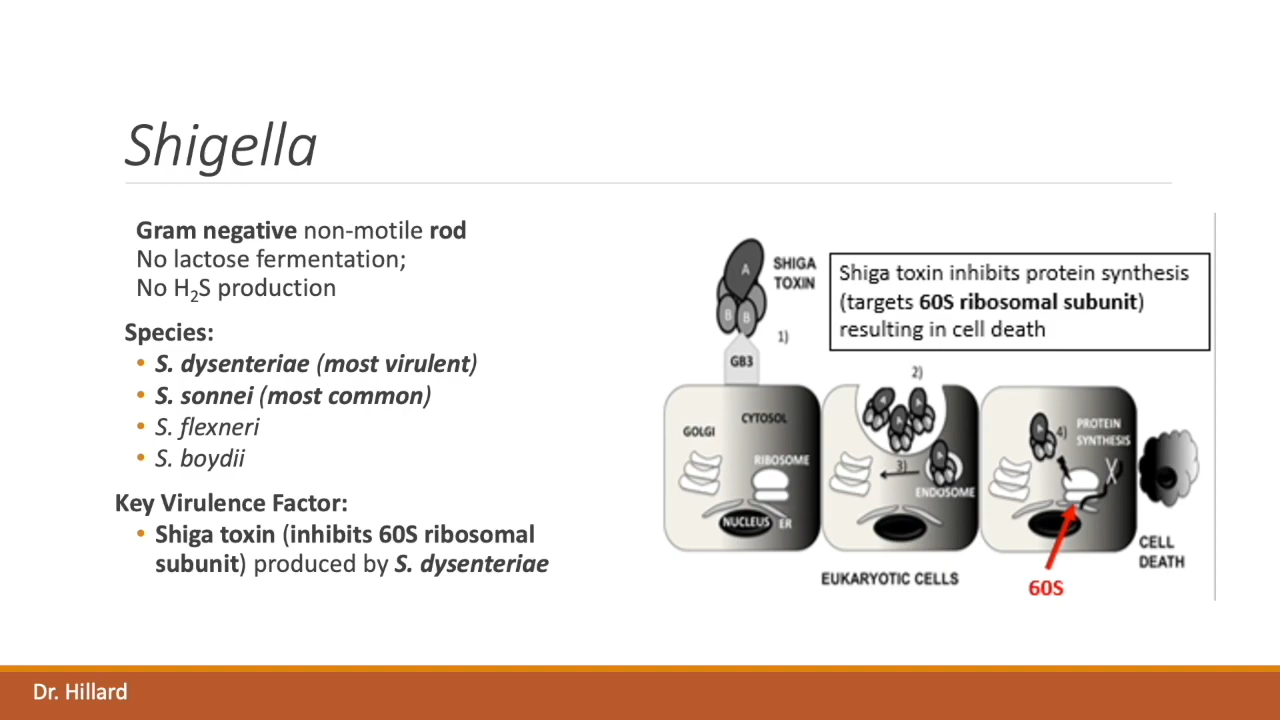 Shigella
Gram negative non-motile rod
No lactose fermentation;
No H₂S production
Species:
• S. dysenteriae (most virulent)
• S. sonnei (most common)
• S. flexneri
• S. boydii
Key Virulence Factor:
• Shiga toxin (inhibits 60S ribosomal
subunit) produced by S. dysenteriae
A
B
B
SHIGA
TOXIN
1)
GB3
Shiga toxin inhibits protein synthesis
(targets 60S ribosomal subunit)
resulting in cell death
GOLGI
CYTOSOL
RIBOSOME
NUCLEUS
ER
2)
A
A
A
3)
A
ENDOSOME
A
4)
PROTEIN
SYNTHESIS
X
60S
CELL
DEATH
EUKARYOTIC CELLS
Dr. Hillard